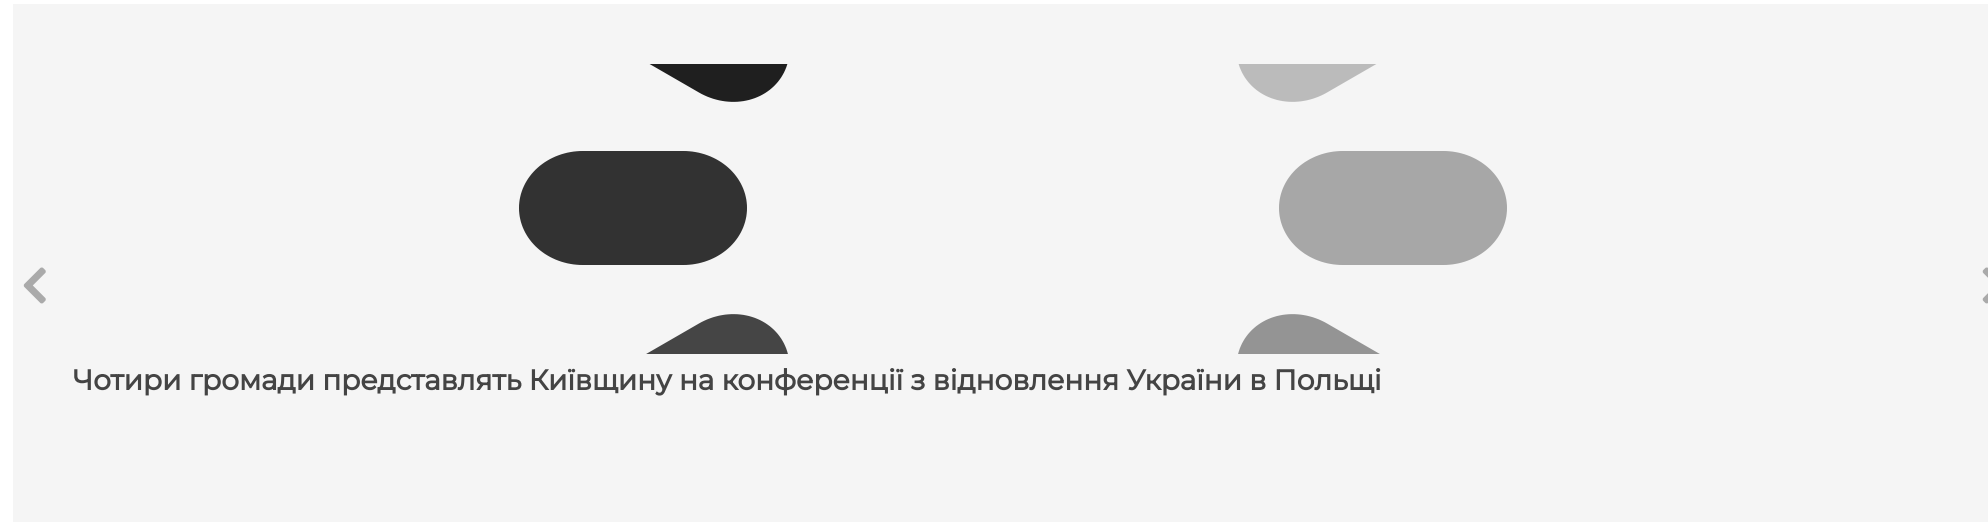 Чотири громади представлять Київщину на конференції з відновлення України в Польщі